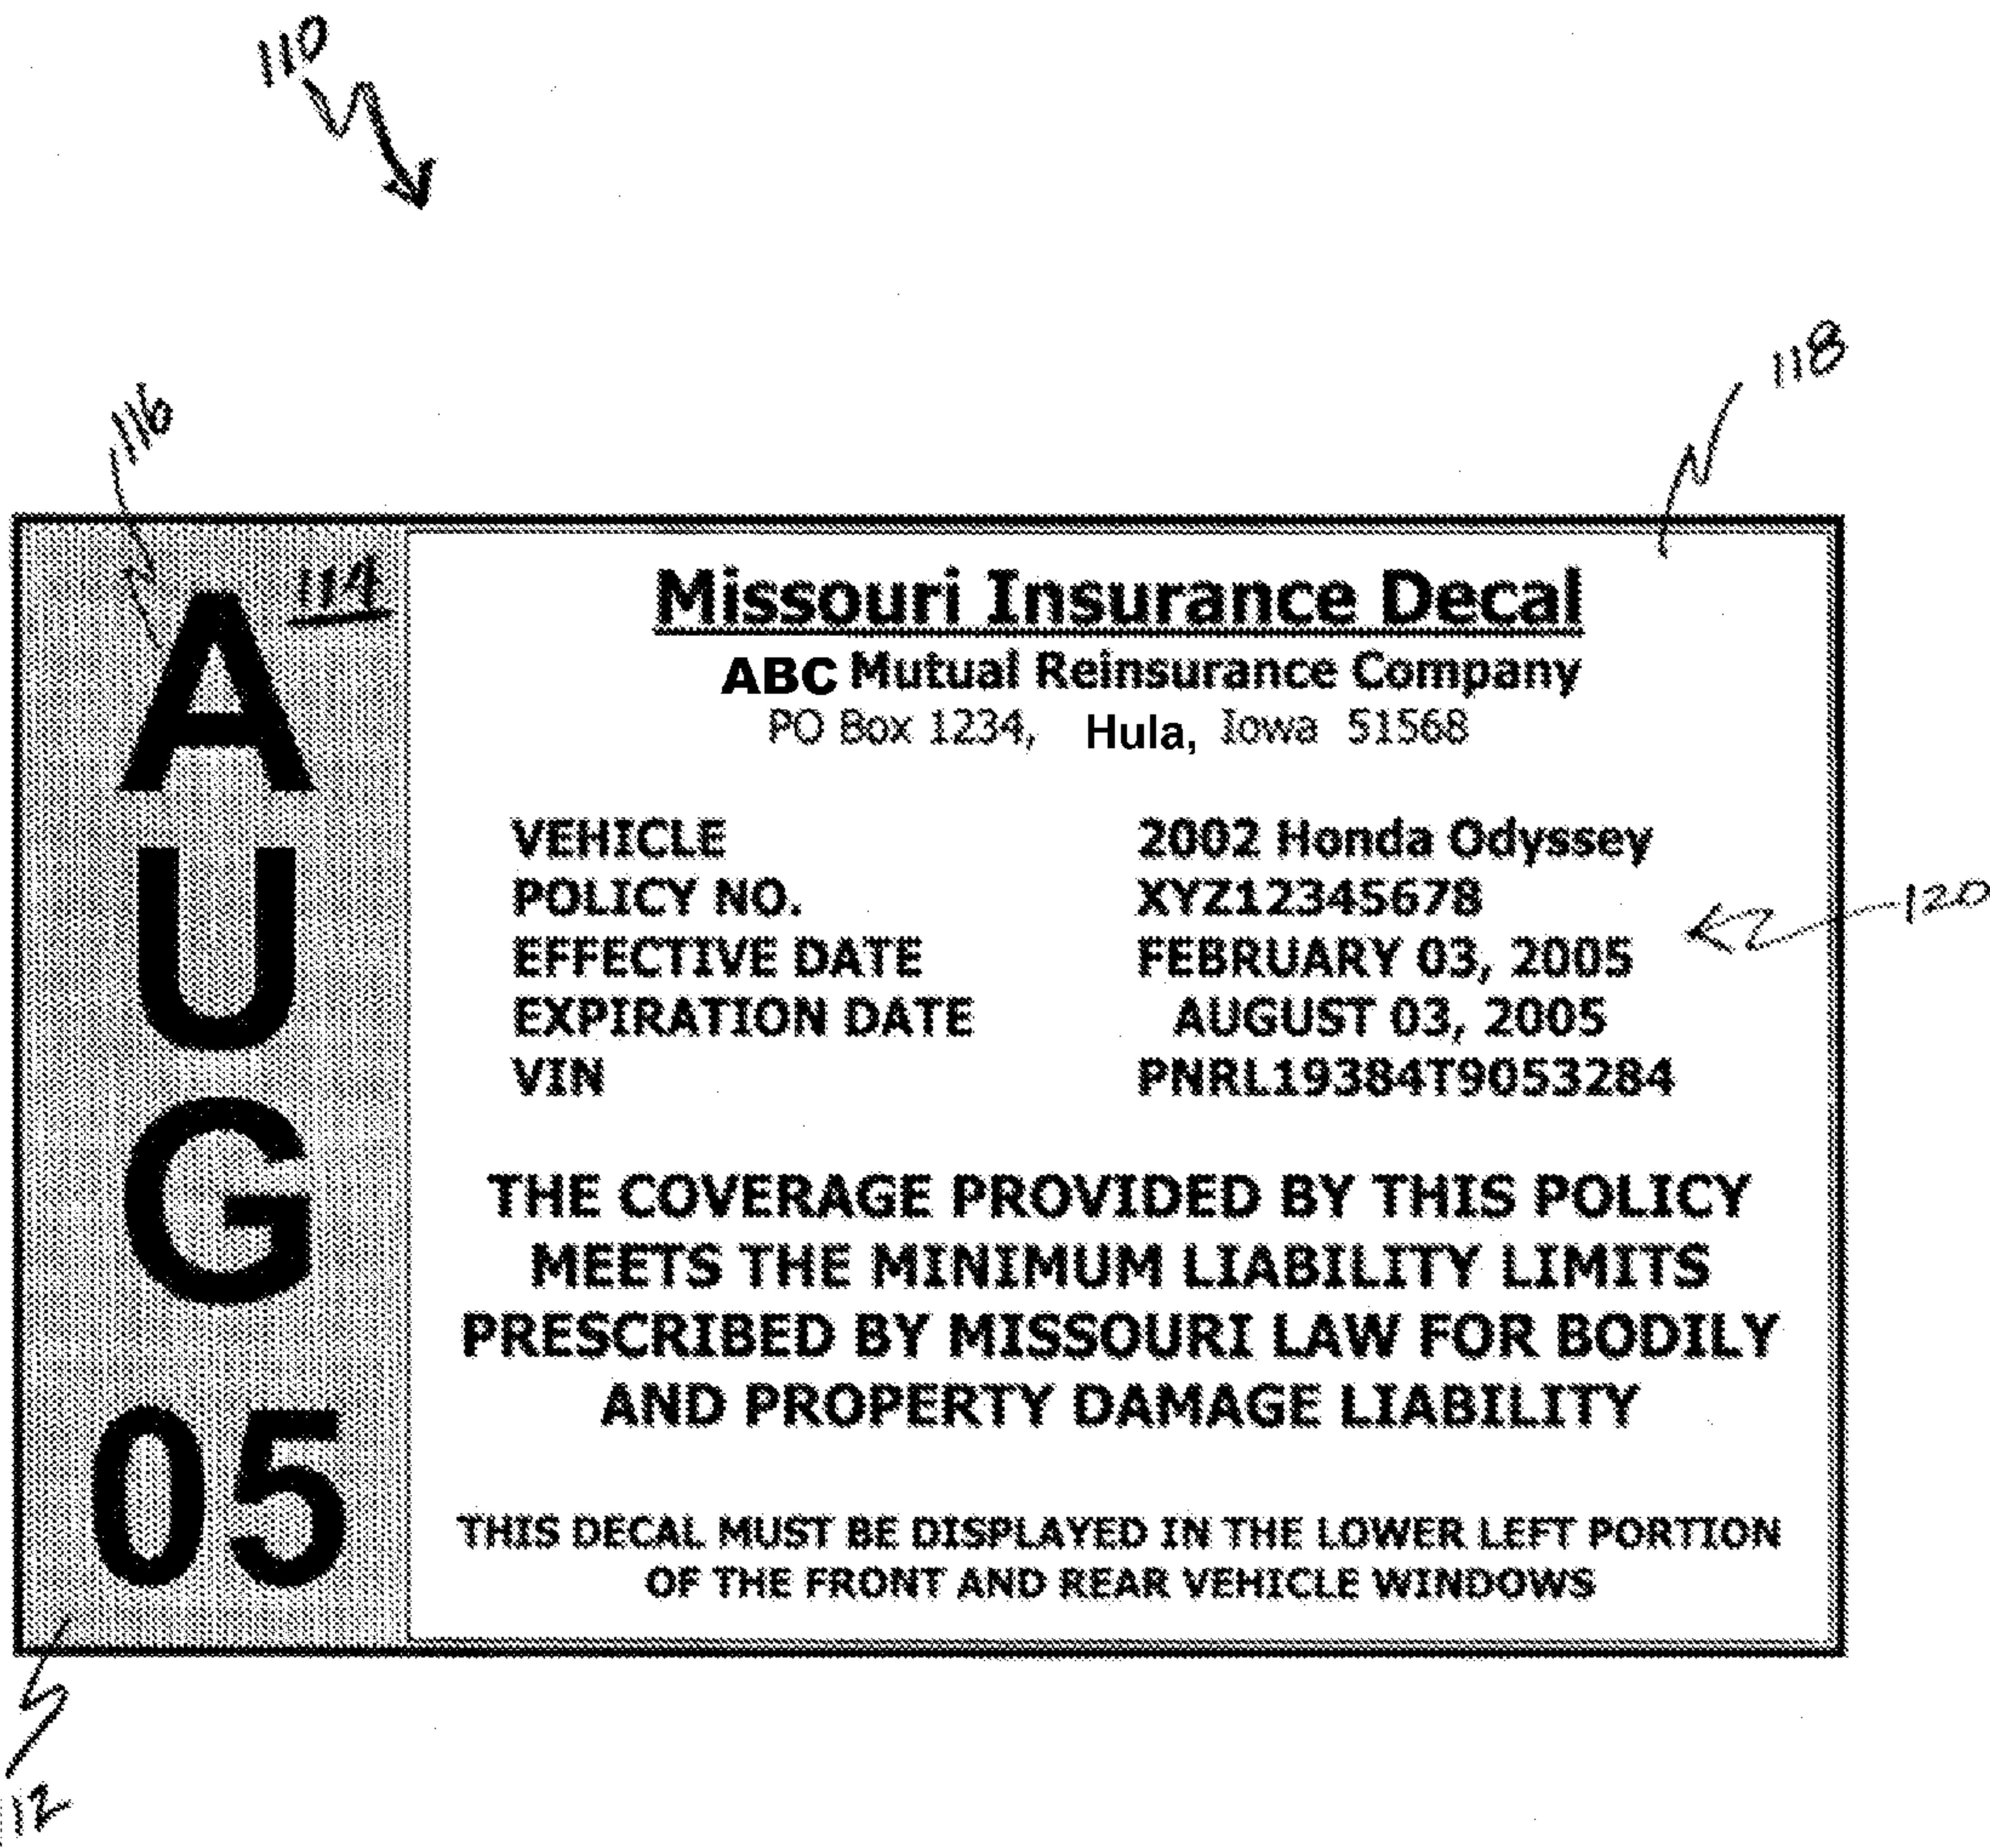 110
116
118
114
Missouri Insurance Decal
ABC Mutual Reinsurance Company
PO Box 1234, Hula, Iowa 51568
VEHICLE 2002 Honda Odyssey
POLICY NO. XYZ12345678
EFFECTIVE DATE FEBRUARY 03, 2005
EXPIRATION DATE AUGUST 03, 2005
VIN PNRL19384T9053284
120
THE COVERAGE PROVIDED BY THIS POLICY
MEETS THE MINIMUM LIABILITY LIMITS
PRESCRIBED BY MISSOURI LAW FOR BODILY
AND PROPERTY DAMAGE LIABILITY
THIS DECAL MUST BE DISPLAYED IN THE LOWER LEFT PORTION
OF THE FRONT AND REAR VEHICLE WINDOWS
A
U
G
05
112